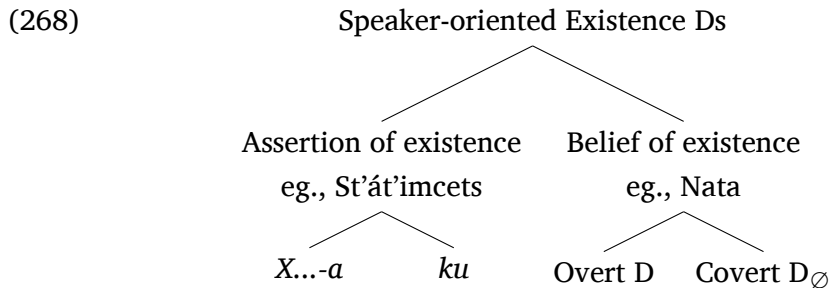 (268) Speaker-oriented Existence Ds
Assertion of existence Belief of existence
eg., St’át’imcets eg., Nata
X...-a ku Overt D Covert D∅